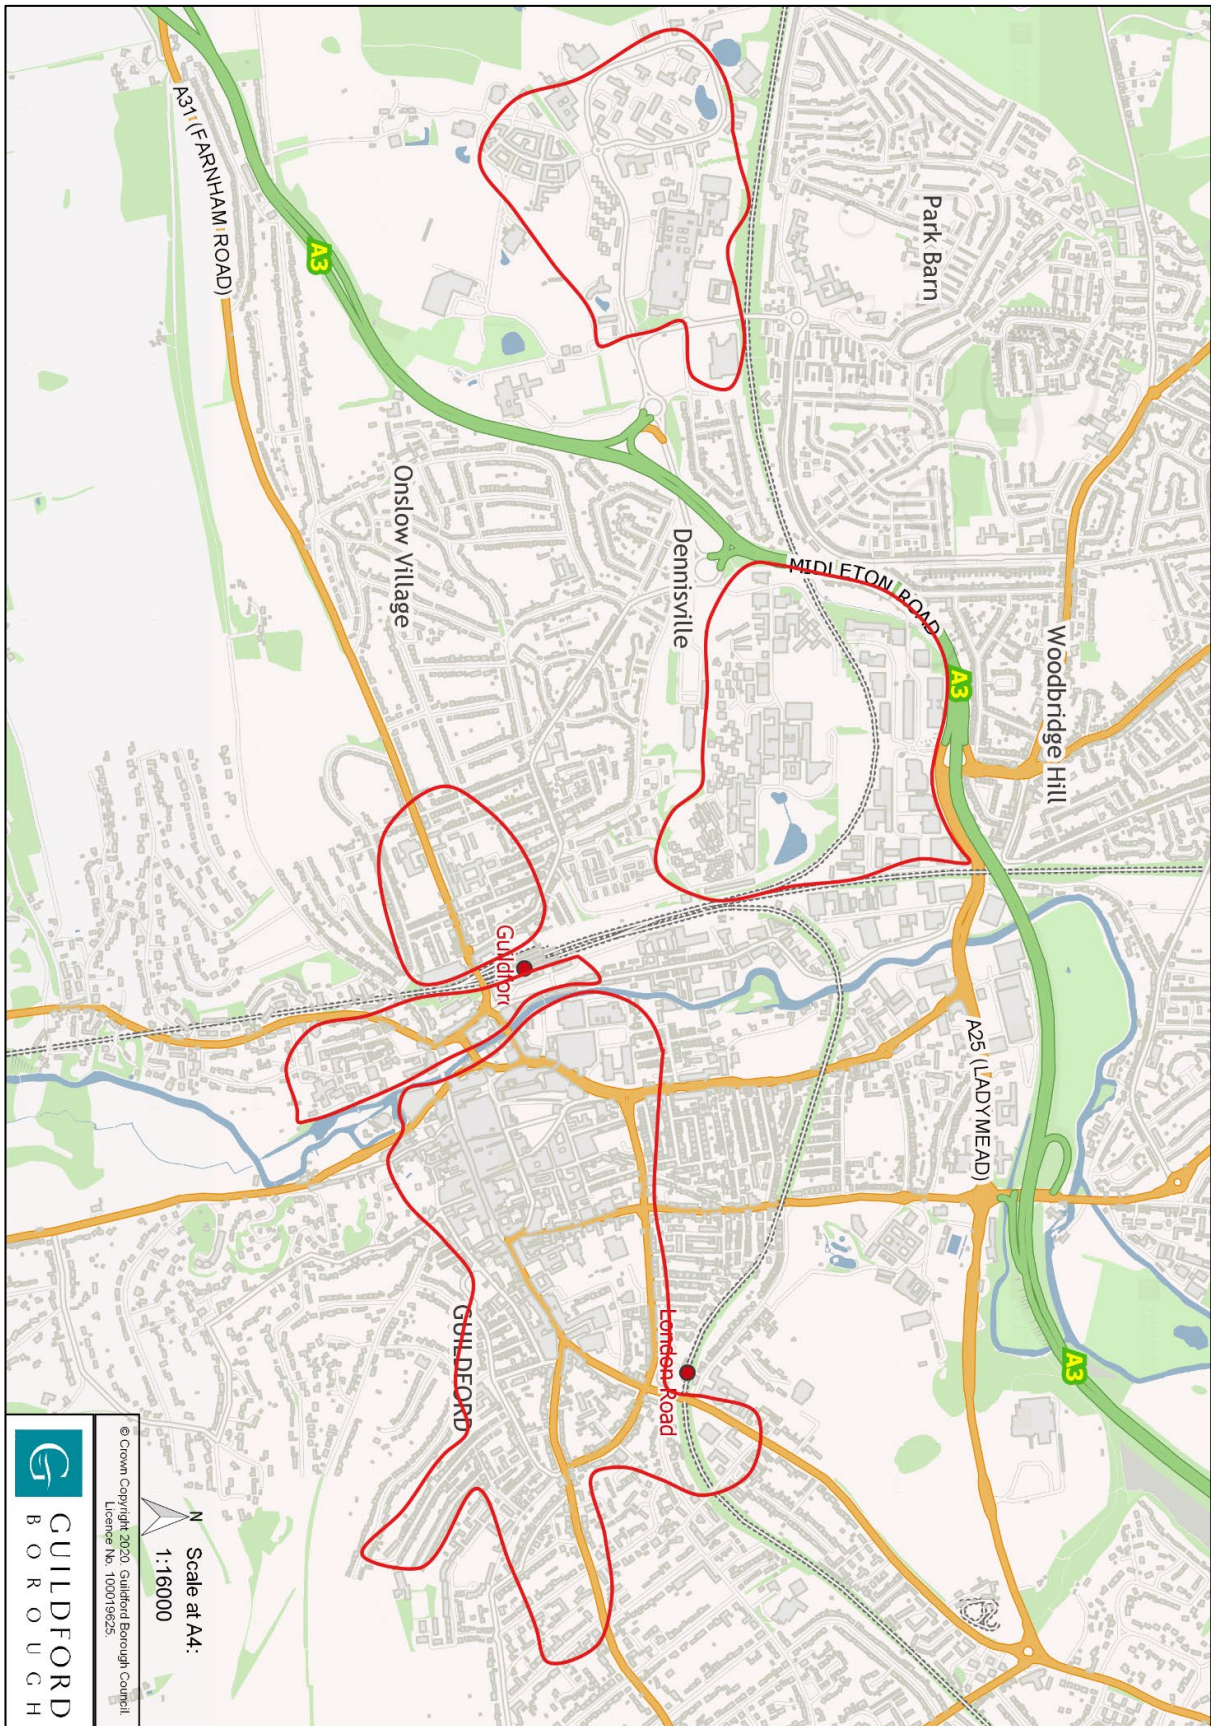 Park Barn
A31 (FARNHAM ROAD)
A3
Woodbridge Hill
MIDLETON ROAD
A3
Dennisville
Onslow Village
A25 (LADYMEAD)
Guildford
A3
London Road
GUILDFORD
N
Scale at A4:
1:16000
© Crown Copyright 2020. Guildford Borough Council.
Licence No. 100019625.
G
GUILDFORD
BOROUGH